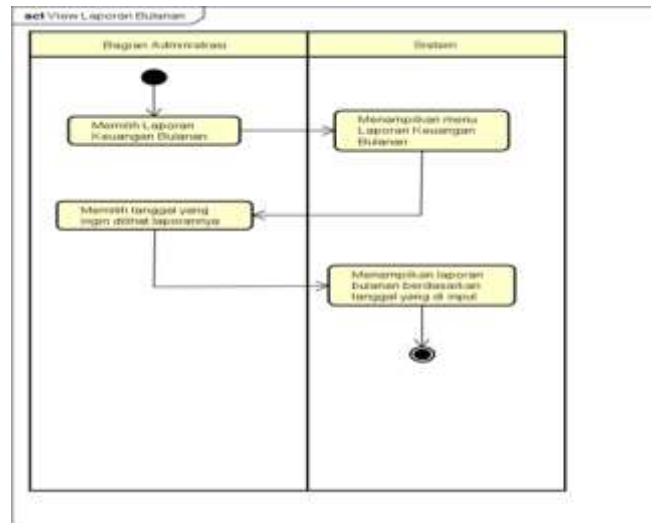 act View Laporan Bulanan
Bagian Administrasi
Sistem
Memilih Laporan
Keuangan Bulanan
Menampilkan menu
Laporan Keuangan
Bulanan
Memilih tanggal yang
ingin dilihat laporannya
Menampilkan laporan
bulanan berdasarkan
tanggal yang di input